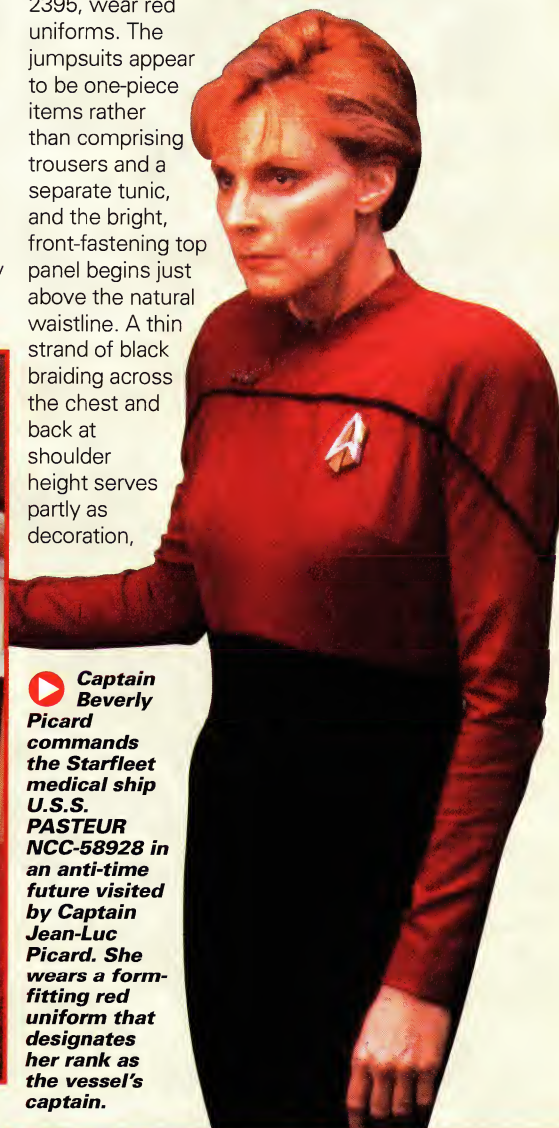 2395, wear red
uniforms. The
jumpsuits appear
to be one-piece
items rather
than comprising
trousers and a
separate tunic,
and the bright,
front-fastening top
panel begins just
above the natural
waistline. A thin
strand of black
braiding across
the chest and
back at
shoulder
height serves
partly as
decoration,
Captain
Beverly
Picard
commands
the Starfleet
medical ship
U.S.S.
PASTEUR
NCC-58928 in
an anti-time
future visited
by Captain
Jean-Luc
Picard. She
wears a form-
fitting red
uniform that
designates
her rank as
the vessel's
captain.